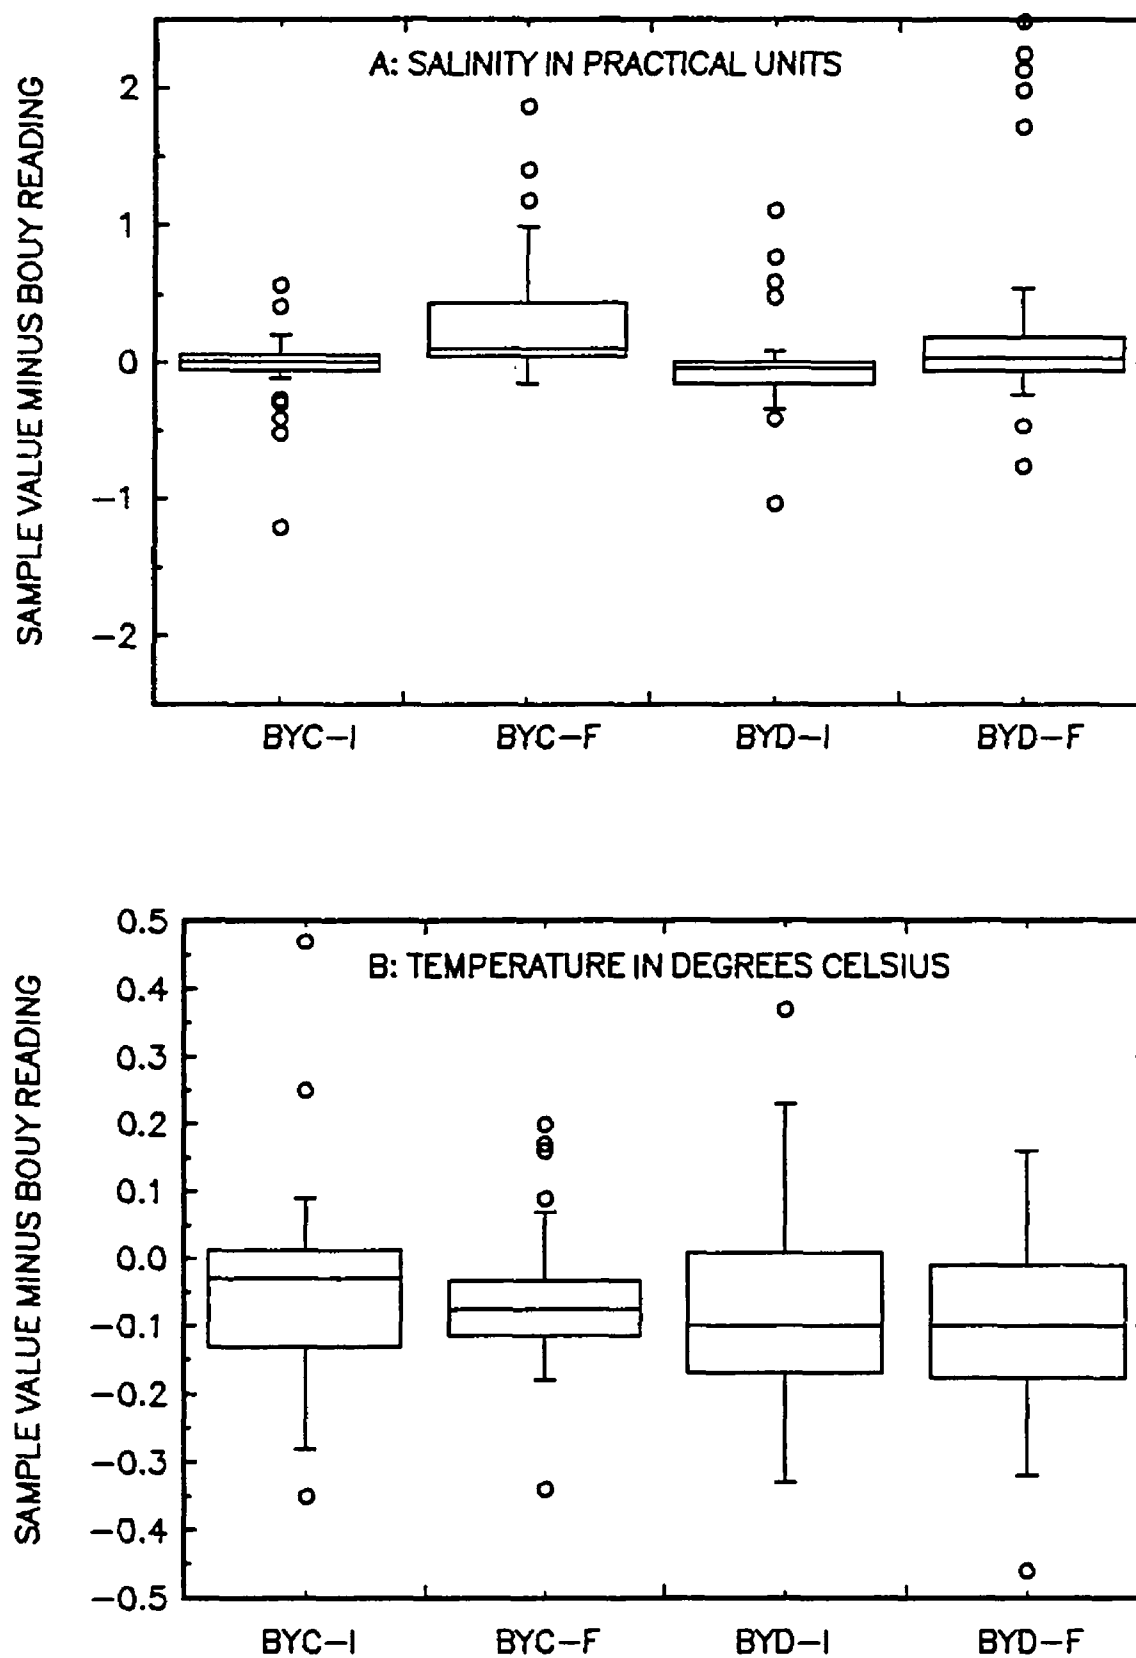 A: SALINITY IN PRACTICAL UNITS
SAMPLE VALUE MINUS BOUY READING
2
1
0
−1
−2
BYC−I BYC−F BYD−I BYD−F
B: TEMPERATURE IN DEGREES CELSIUS
SAMPLE VALUE MINUS BOUY READING
0.5
0.4
0.3
0.2
0.1
0.0
−0.1
−0.2
−0.3
−0.4
−0.5
BYC−I BYC−F BYD−I BYD−F